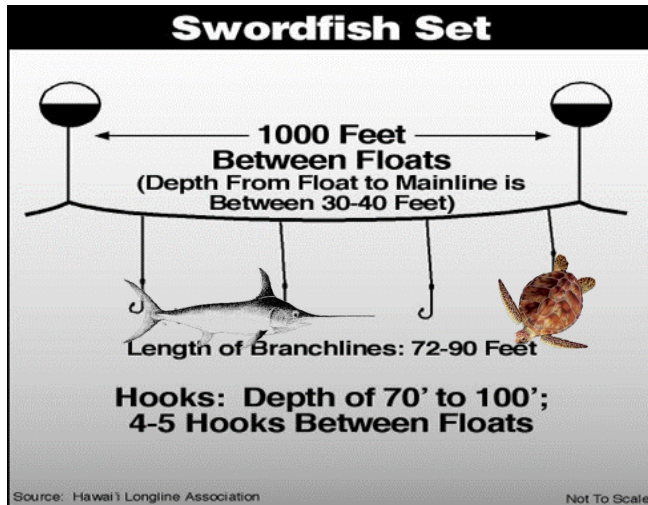 Swordfish Set
1000 Feet
Between Floats
(Depth From Float to Mainline is
Between 30-40 Feet)
Length of Branchlines: 72-90 Feet
Hooks: Depth of 70' to 100';
4-5 Hooks Between Floats
Source: Hawai'i Longline Association
Not To Scale